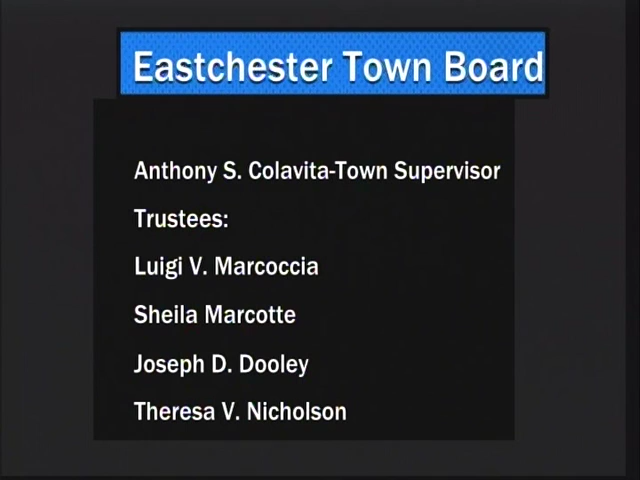 Eastchester Town Board
Anthony S. Colavita-Town Supervisor
Trustees:
Luigi V. Marcoccia
Sheila Marcotte
Joseph D. Dooley
Theresa V. Nicholson